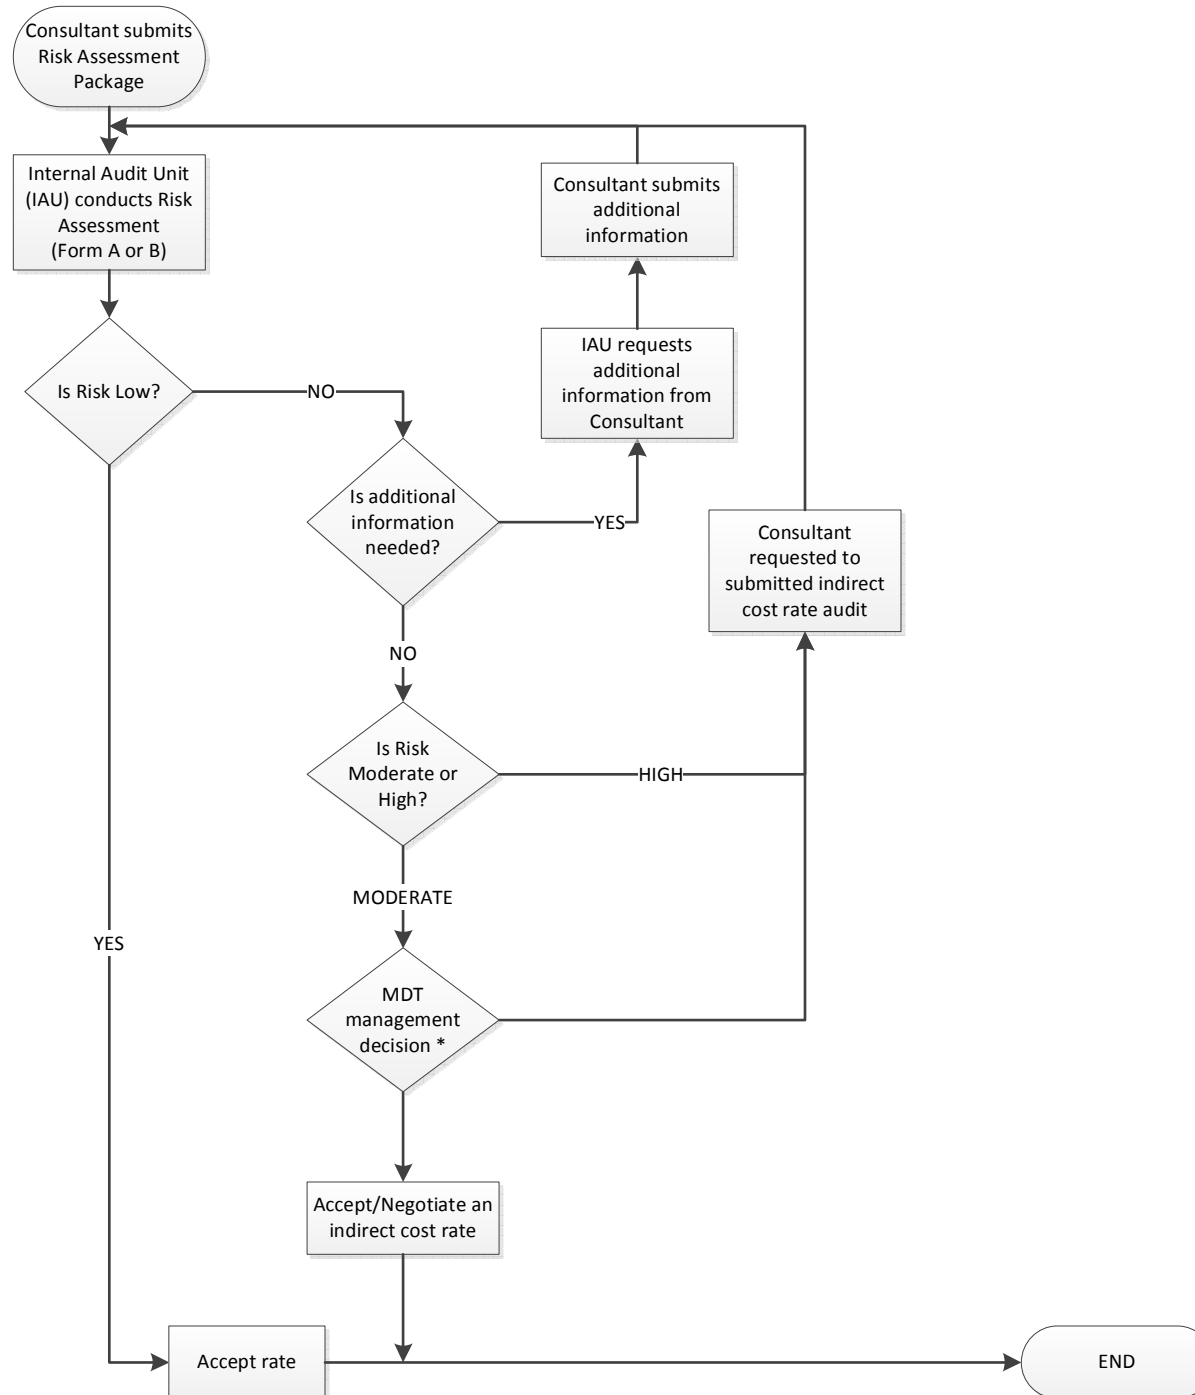 Consultant submits
Risk Assessment
Package
Internal Audit Unit
(IAU) conducts Risk
Assessment
(Form A or B)
Consultant submits
additional
information
IAU requests
additional
information from
Consultant
Is Risk Low?
NO
Is additional
information
needed?
YES
Consultant
requested to
submitted indirect
cost rate audit
NO
Is Risk
Moderate or
High?
HIGH
MODERATE
YES
MDT
management
decision *
Accept/Negotiate an
indirect cost rate
Accept rate
END